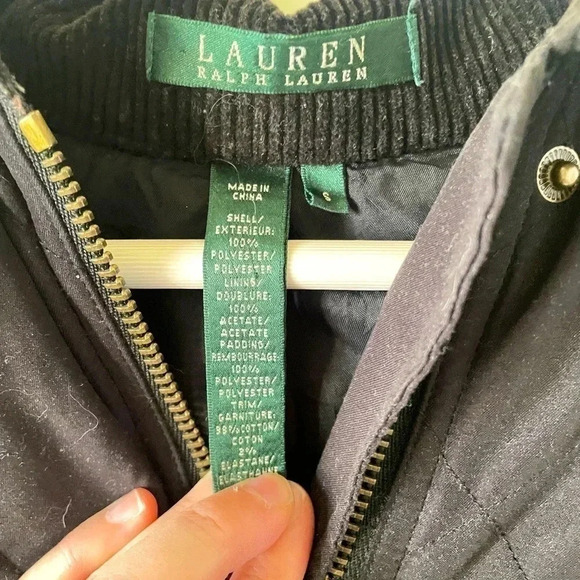 LAUREN
RALPH LAUREN
S
MADE IN
CHINA
SHELL/
EXTERIEUR:
100%
POLYESTER/
POLYESTER
LINING/
DOUBLURE:
100%
ACETATE/
ACETATE
PADDING/
REMBOURRAGE:
100%
POLYESTER/
POLYESTER
TRIM/
GARNITURE:
98% COTTON/
COTON
2%
ELASTANE/
ELASTHANNE